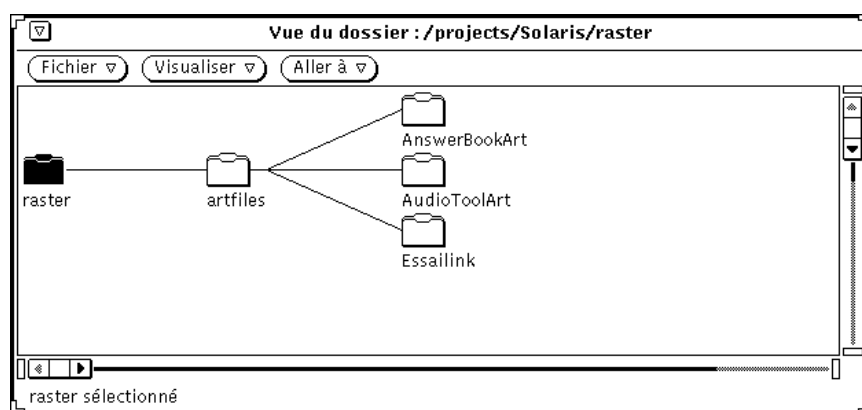 Vue du dossier : /projects/Solaris/raster
Fichier Visualiser Aller à
AnswerBookArt
raster artfiles AudioToolArt
Essailink
raster sélectionné